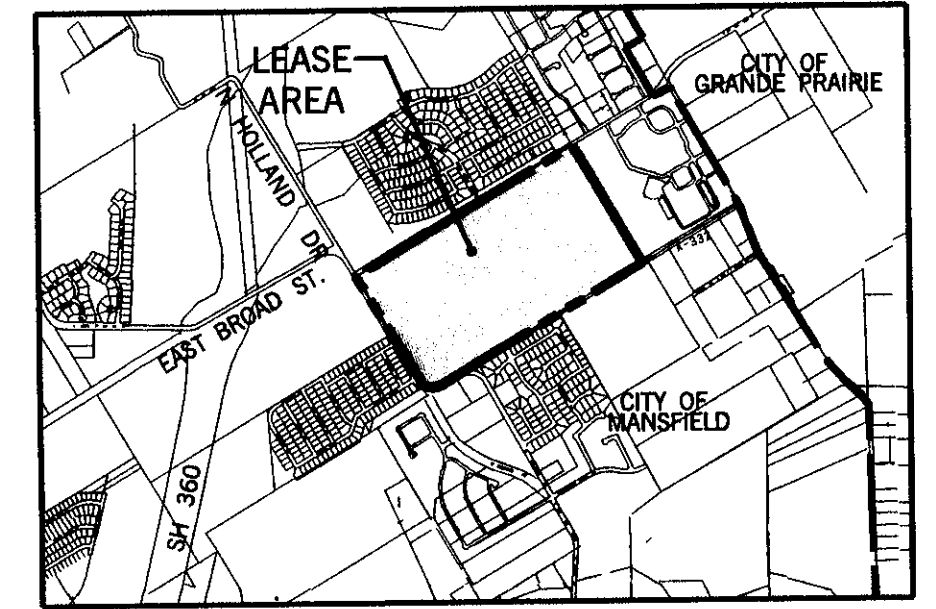 LEASE
AREA
CITY OF
GRANDE PRAIRIE
N HOLLAND DR
EAST BROAD ST.
CITY OF
MANSFIELD
SH 360